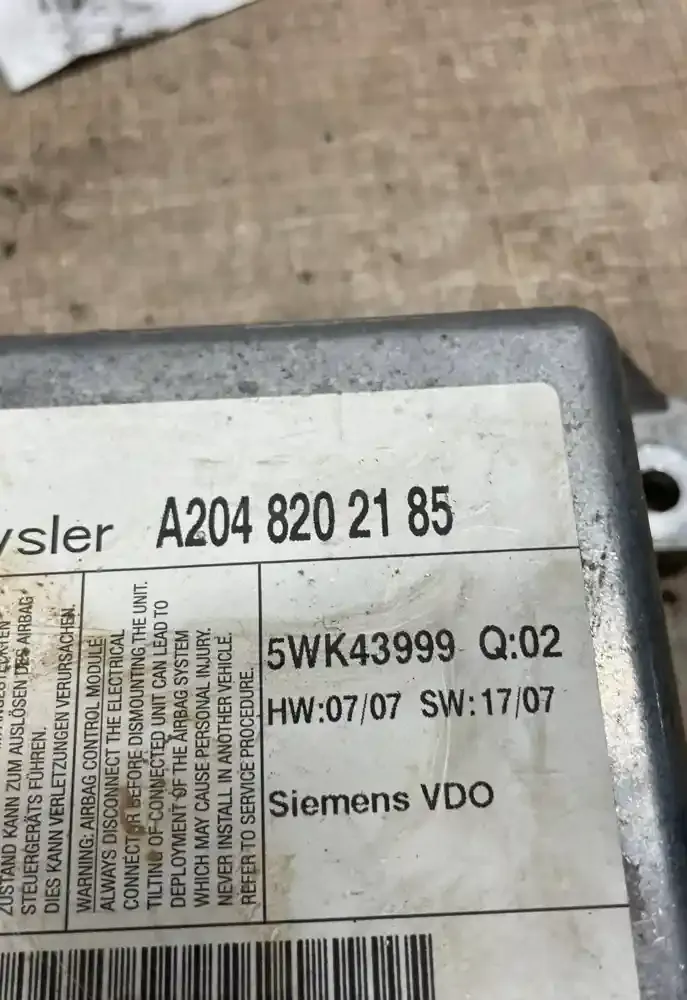 ysler A204 820 21 85
ZUSTAND KANN ZUM AUSLÖSEN DES AIRBAG
STEUERGERÄTS FÜHREN.
DIES KANN VERLETZUNGEN VERURSACHEN.
WARNING: AIRBAG CONTROL MODULE
ALWAYS DISCONNECT THE ELECTRICAL
CONNECTOR BEFORE DISMOUNTING THE UNIT.
TILTING OF CONNECTED UNIT CAN LEAD TO
DEPLOYMENT OF THE AIRBAG SYSTEM
WHICH MAY CAUSE PERSONAL INJURY.
NEVER INSTALL IN ANOTHER VEHICLE.
REFER TO SERVICE PROCEDURE.
5WK43999 Q:02
HW:07/07 SW:17/07
Siemens VDO